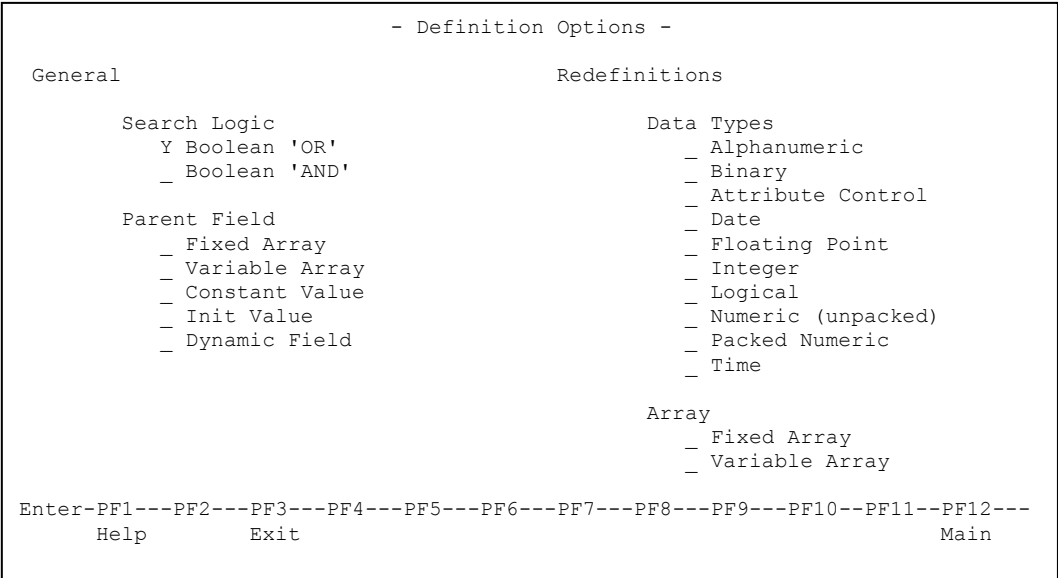 - Definition Options -
General                                  Redefinitions
Search Logic                             Data Types
Y Boolean 'OR'                           _ Alphanumeric
_ Boolean 'AND'                          _ Binary
                                         _ Attribute Control
Parent Field                             _ Date
_ Fixed Array                            _ Floating Point
_ Variable Array                         _ Integer
_ Constant Value                         _ Logical
_ Init Value                             _ Numeric (unpacked)
_ Dynamic Field                          _ Packed Numeric
                                         _ Time
                                         Array
                                         _ Fixed Array
                                         _ Variable Array
Enter-PF1---PF2---PF3---PF4---PF5---PF6---PF7---PF8---PF9---PF10--PF11--PF12---
      Help        Exit                                                  Main